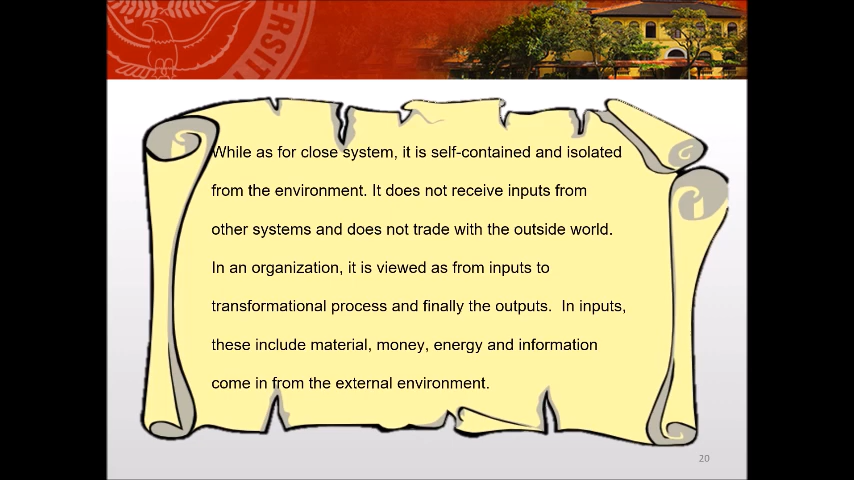 While as for close system, it is self-contained and isolated
from the environment. It does not receive inputs from
other systems and does not trade with the outside world.
In an organization, it is viewed as from inputs to
transformational process and finally the outputs.  In inputs,
these include material, money, energy and information
come in from the external environment.
20